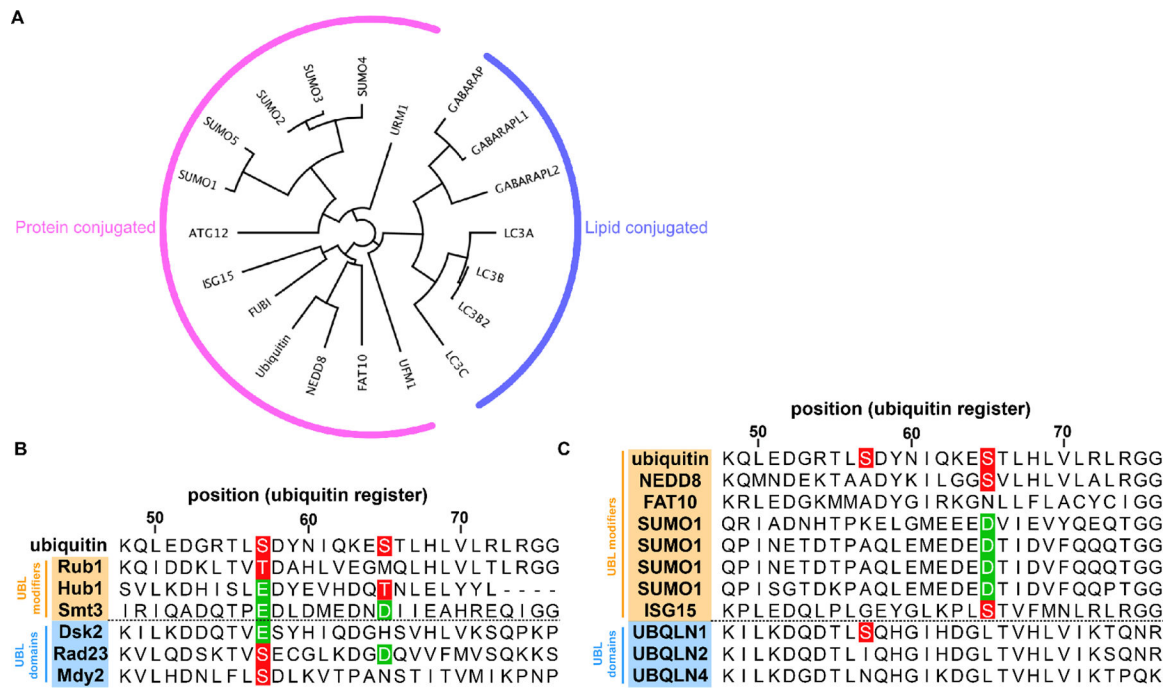 A
SUMO4
SUMO3
SUMO2
SUMO5
SUMO1
ATG12
ISG15
FUBI
Ubiquitin
NEDD8
FAT10
UFM1
URM1
GABARAP
GABARAPL1
GABARAPL2
LC3A
LC3B
LC3B2
LC3C
Protein conjugated
Lipid conjugated
B
position (ubiquitin register)
50 60 70
ubiquitin KQLEDGRTLSDYNIQKESTLHLVLRLRGG
Rub1 KQIDDKLTVTDAHLVEGMQLHLVLTLRGG
Hub1 SVLKDHISLEDYEVHDQTNLELYYL----
Smt3 IRIQADQTPEDLDMEDNDIIEAHREQIGG
Dsk2 KILKDDQTVESYHIQDGHSVHLVKSQPKP
Rad23 KVLQDSKTVSECGLKDGDQVVFMVSQKKS
Mdy2 KVLHDNLFLSDLKVTPANSTITVMIKPNP
UBL
modifiers
UBL
domains
C
position (ubiquitin register)
50 60 70
ubiquitin KQLEDGRTLSDYNIQKESTLHLVLRLRGG
NEDD8 KQMNDEKTAADYKILGGSVLHLVLALRGG
FAT10 KRLEDGKMMADYGIRKGNLLFLACYCIGG
SUMO1 QRIADNHTPKELGMEEEDVIEVYQEQTGG
SUMO1 QPINETDTPAQLEMEDEDTIDVFQQQTGG
SUMO1 QPINETDTPAQLEMEDEDTIDVFQQQTGG
SUMO1 QPISGTDKPAQLEMEDEDTIDVFQQQTGG
ISG15 KPLEDQLPLGEYGLKPLSTVFMNLRLRGG
UBQLN1 KILKDQDTLSQHGIHDGLTVHLVIKTQNR
UBQLN2 KILKDQDTLIQHGIHDGLTVHLVIKSQNR
UBQLN4 KILKDQDTLNQHGIHDGLTVHLVIKTPQK
UBL modifiers
UBL
domains